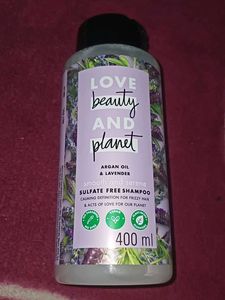 LOVE
beauty
AND
planet
ARGAN OIL
& LAVENDER
SULFATE FREE SHAMPOO
CALMING DEFINITION FOR FRIZZY HAIR
& ACTS OF LOVE FOR OUR PLANET
400 ml